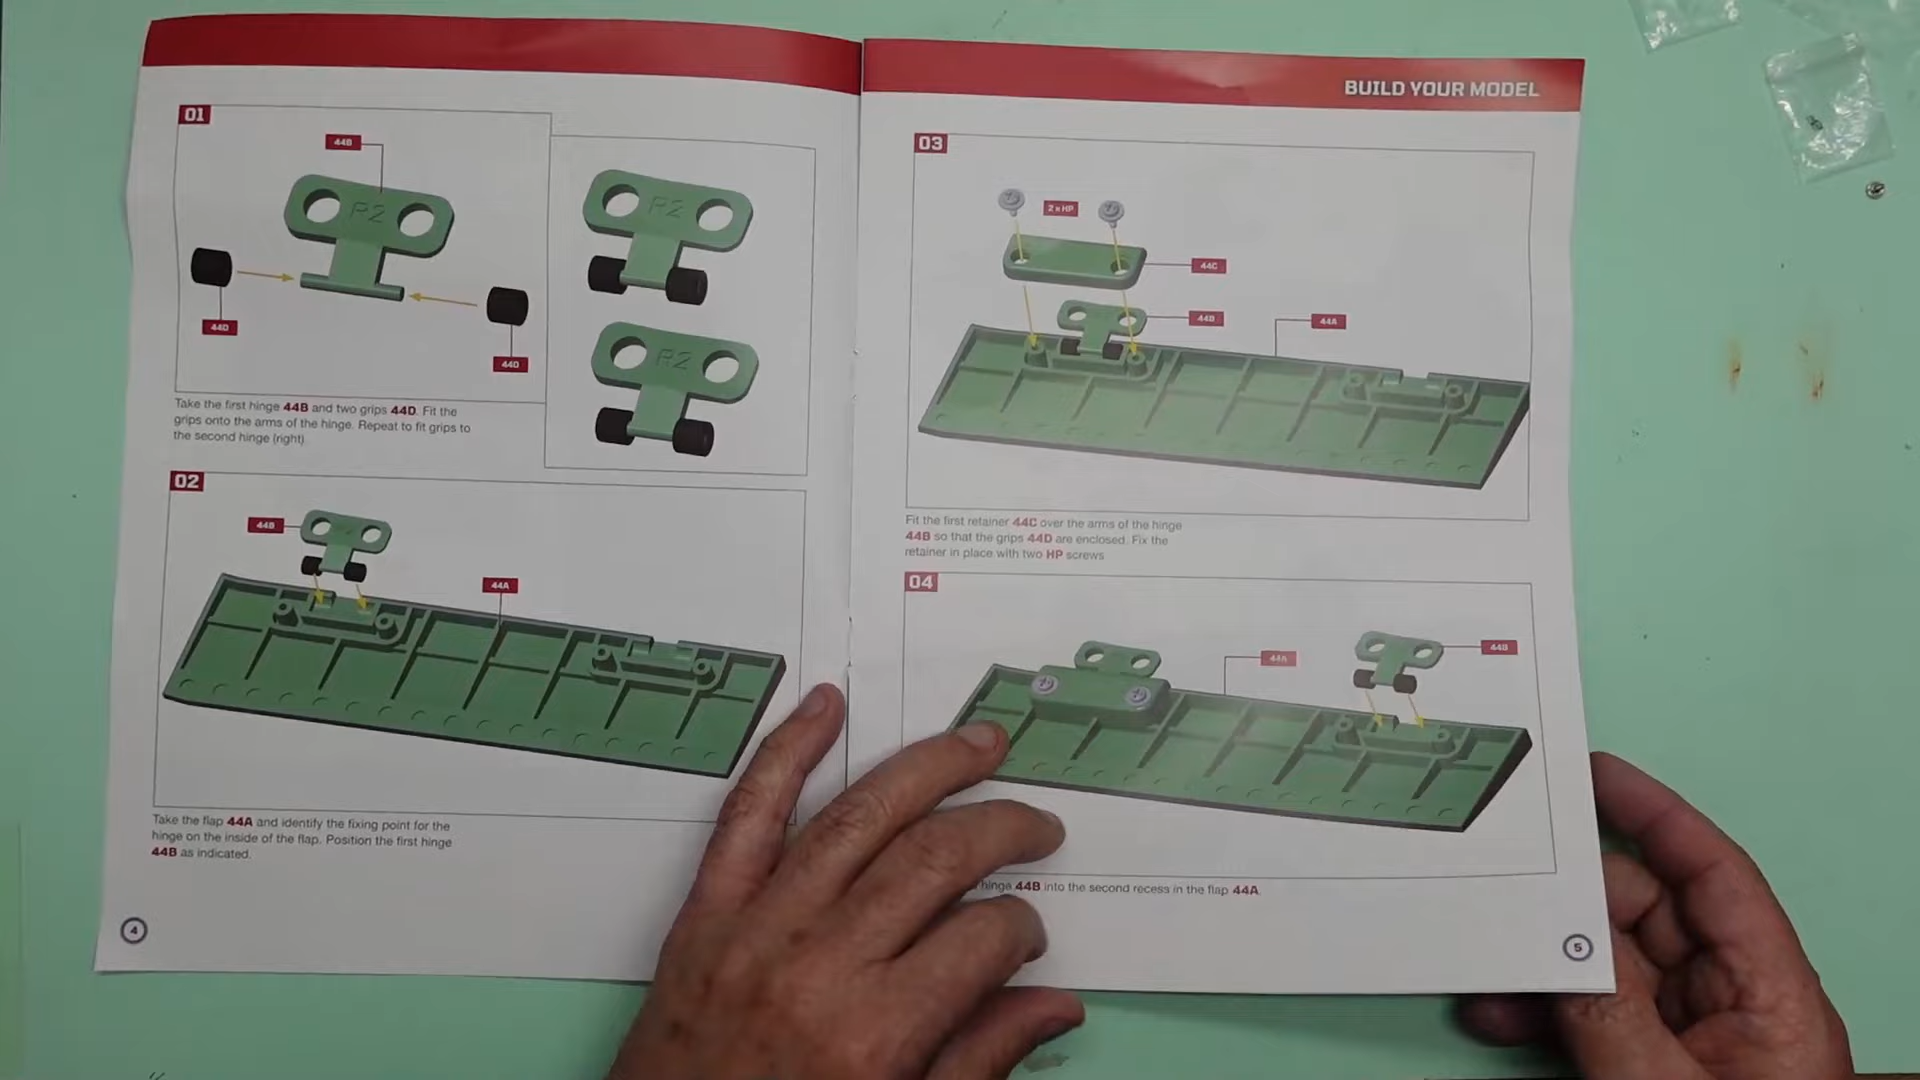 BUILD YOUR MODEL
01
44B
P2
44D
44D
P2
R2
Take the first hinge 44B and two grips 44D. Fit the
grips onto the arms of the hinge. Repeat to fit grips to
the second hinge (right).
02
44B
44A
Take the flap 44A and identify the fixing point for the
hinge on the inside of the flap. Position the first hinge
44B as indicated.
4
03
2 x HP
44C
44B
44A
Fit the first retainer 44C over the arms of the hinge
44B so that the grips 44D are enclosed. Fix the
retainer in place with two HP screws
04
44A
44B
hinge 44B into the second recess in the flap 44A.
5